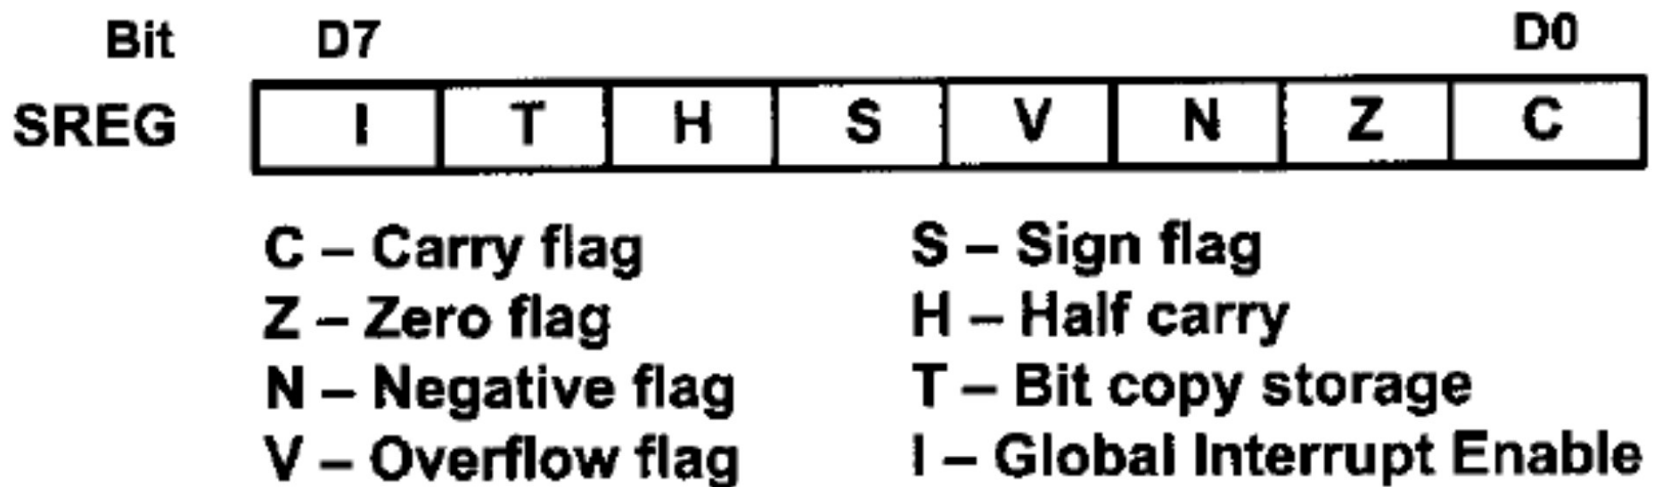 Bit D7 D0
SREG I T H S V N Z C
C – Carry flag S – Sign flag
Z – Zero flag H – Half carry
N – Negative flag T – Bit copy storage
V – Overflow flag I – Global Interrupt Enable